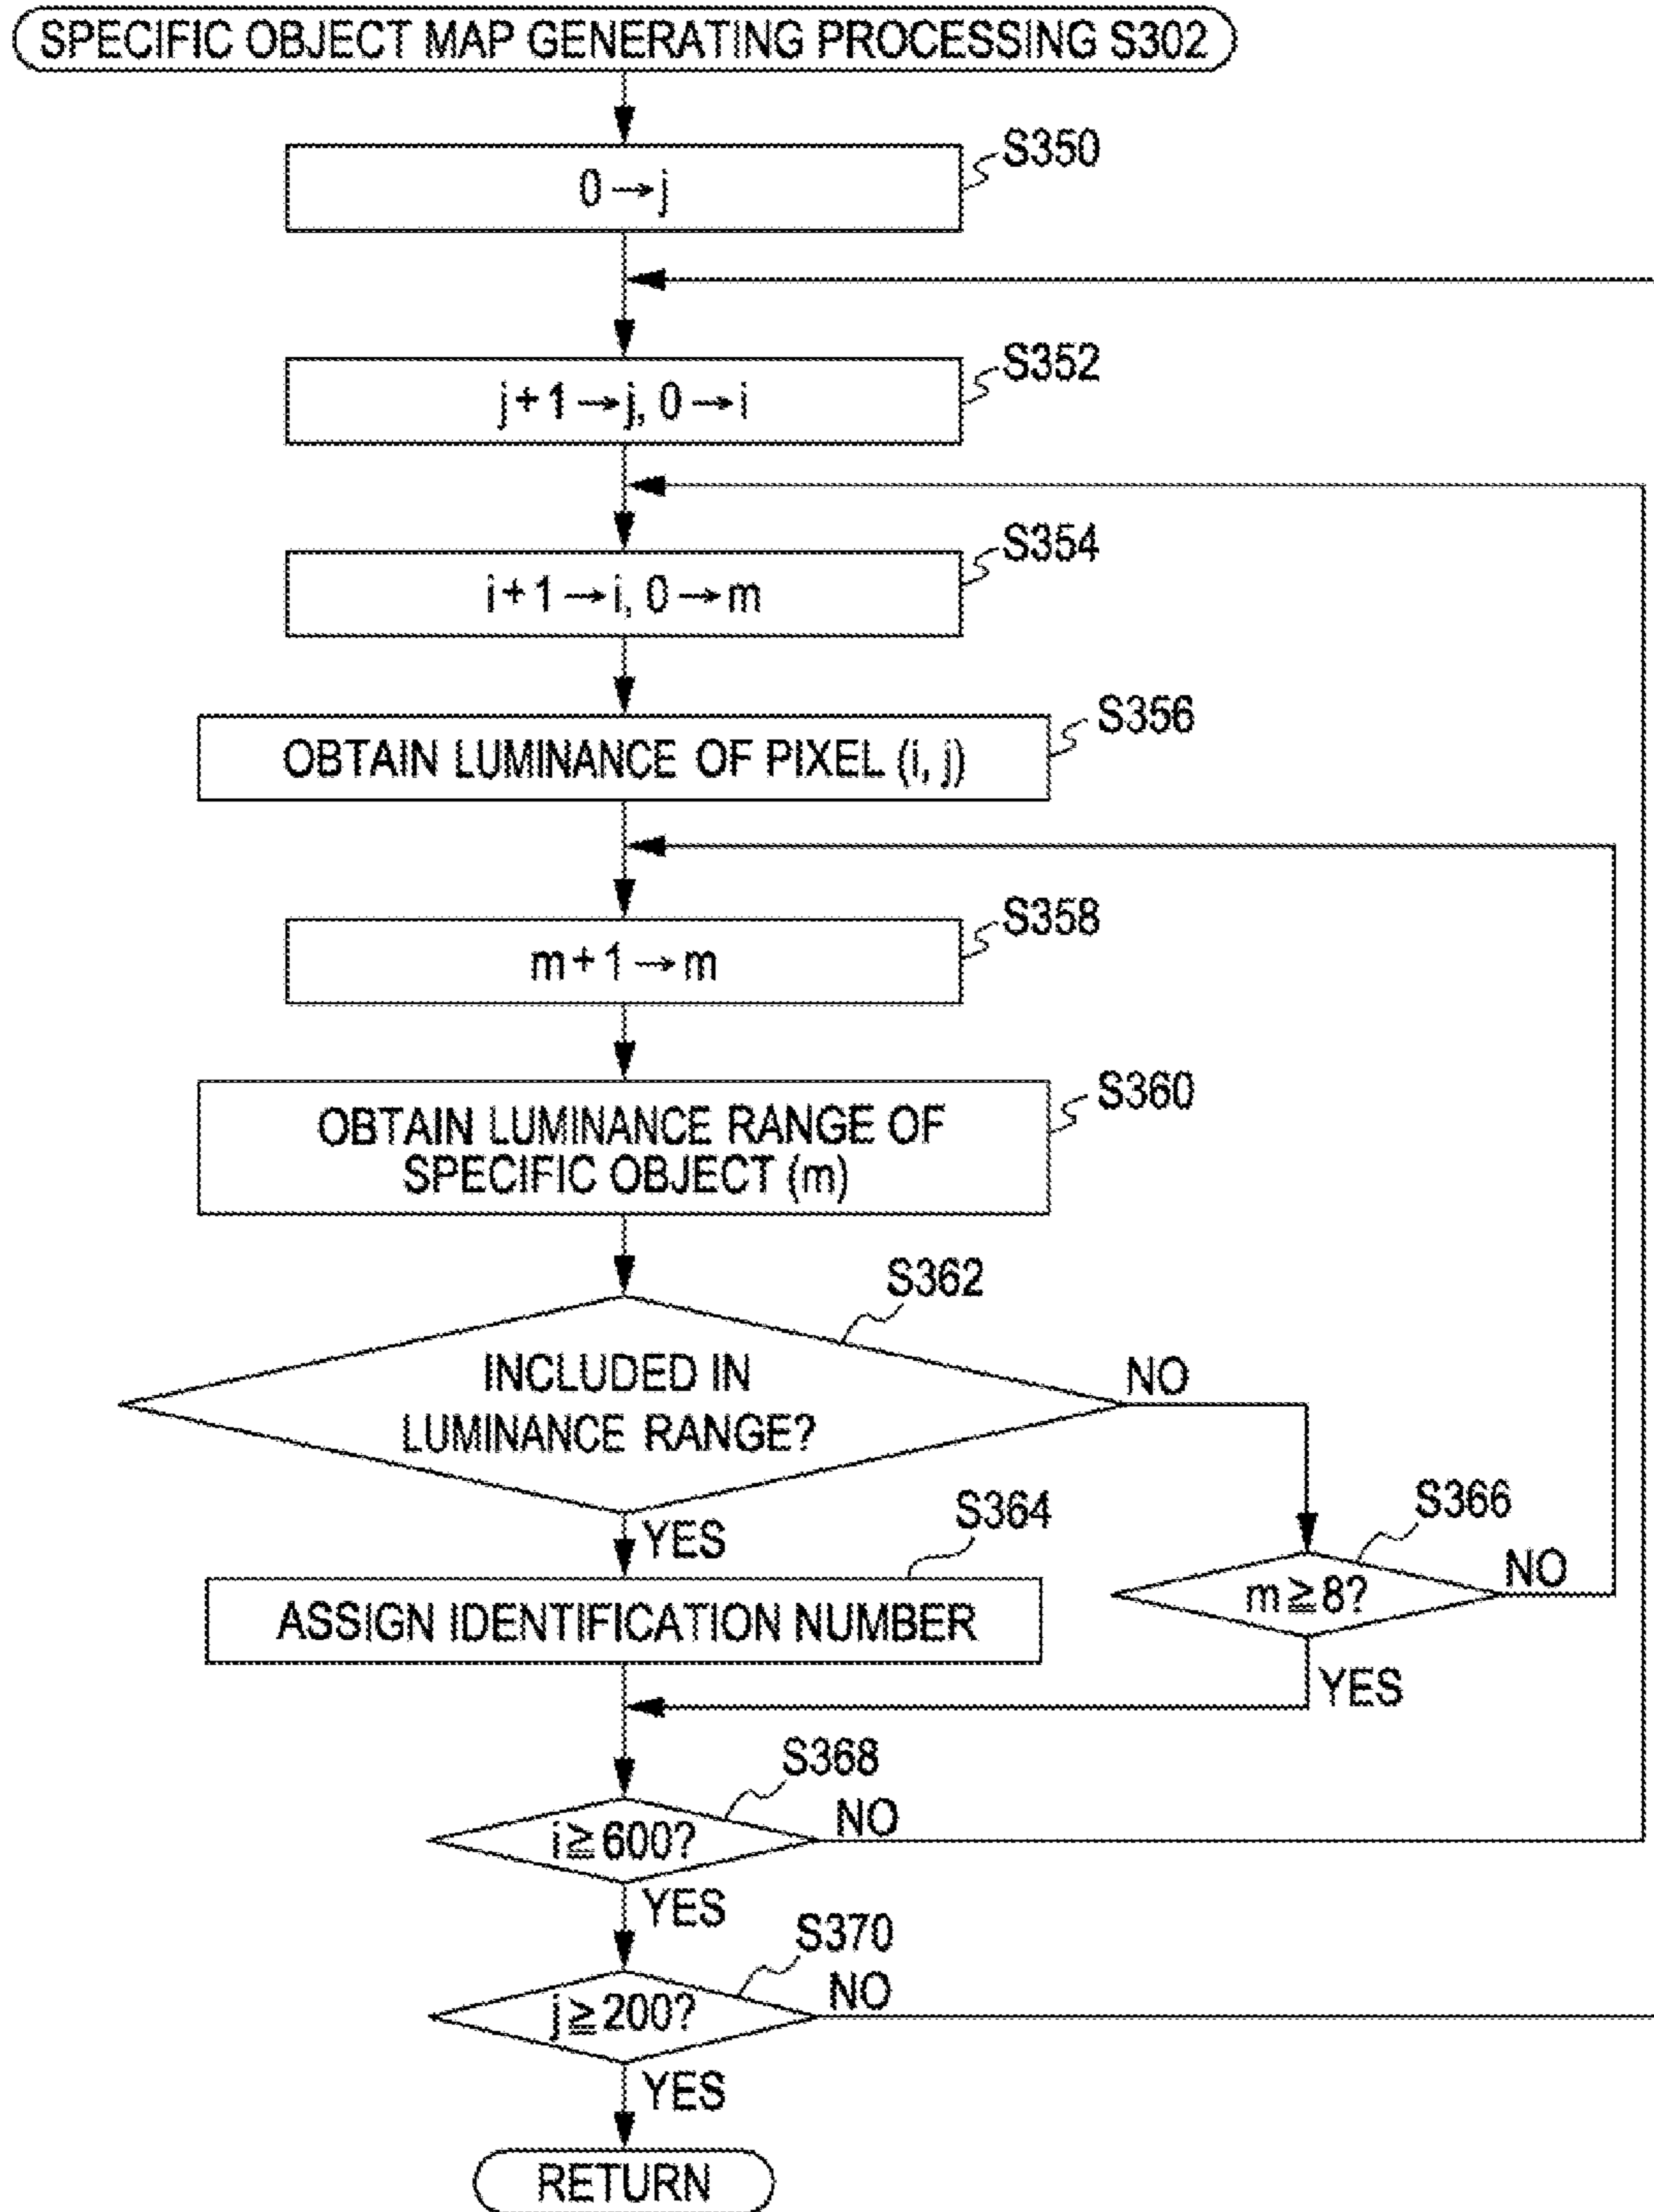 SPECIFIC OBJECT MAP GENERATING PROCESSING S302
S350
0→j
S352
j+1→j, 0→i
S354
i+1→i, 0→m
S356
OBTAIN LUMINANCE OF PIXEL (i, j)
S358
m+1→m
S360
OBTAIN LUMINANCE RANGE OF
SPECIFIC OBJECT (m)
S362
INCLUDED IN
LUMINANCE RANGE?
NO
YES
S364
ASSIGN IDENTIFICATION NUMBER
S366
m≧8?
NO
YES
S368
i≧600?
NO
YES
S370
j≧200?
NO
YES
RETURN